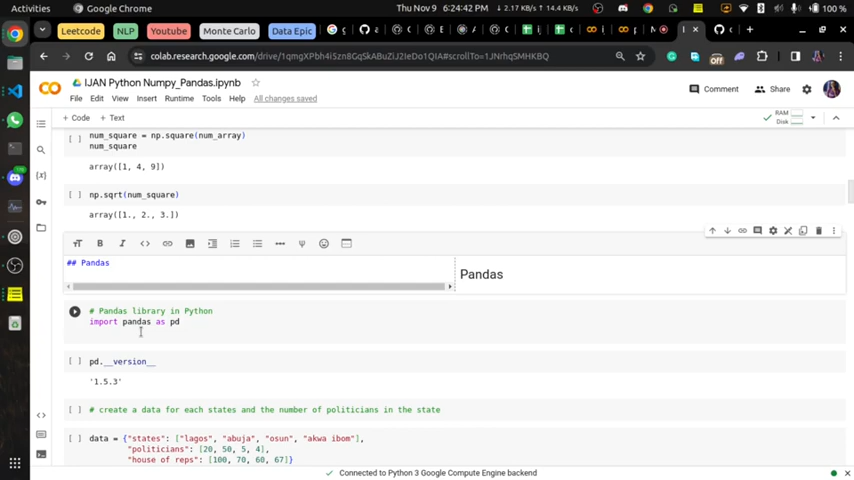 Activities
Google Chrome
Thu Nov 9 6:24:42 PM
↓ 2.17 KB/s ↑ 14.4 KB/s
100 %
Leetcode
NLP
Youtube
Monte Carlo
Data Epic
colab.research.google.com/drive/1qmgXPbh4iSzn8GqSkABuZiJ2IcDo1QIA#scrollTo=1JNrhqSMHKBQ
Off
IJAN Python Numpy_Pandas.ipynb
Comment
Share
File Edit View Insert Runtime Tools Help All changes saved
+ Code + Text
RAM
Disk
[ ] num_square = np.square(num_array)
num_square
array([1, 4, 9])
[ ] np.sqrt(num_square)
array([1., 2., 3.])
## Pandas
Pandas
# Pandas library in Python
import pandas as pd
[ ] pd.__version__
'1.5.3'
[ ] # create a data for each states and the number of politicians in the state
[ ] data = {"states": ["lagos", "abuja", "osun", "akwa ibom"],
"politicians": [20, 50, 5, 4],
"house of reps": [100, 70, 60, 67]}
Connected to Python 3 Google Compute Engine backend